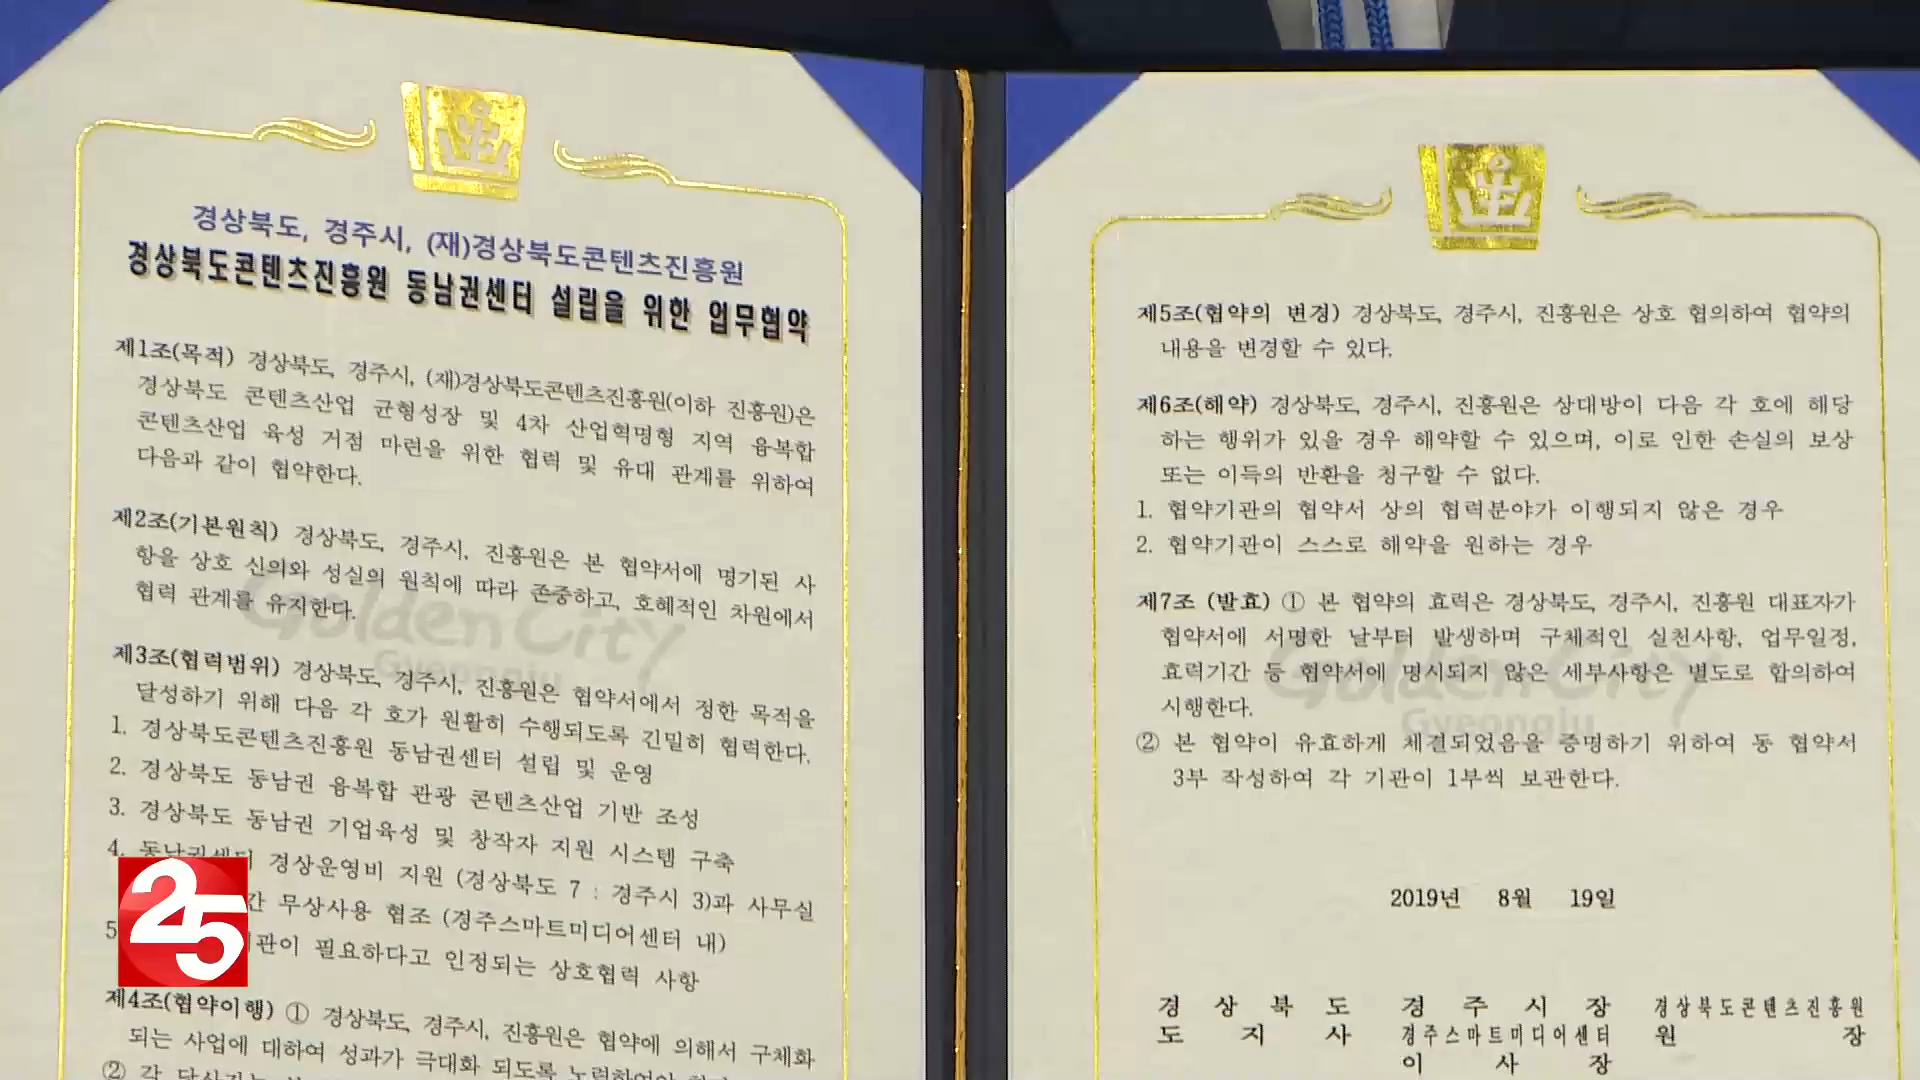 경상북도, 경주시, (재)경상북도콘텐츠진흥원
경상북도콘텐츠진흥원 동남권센터 설립을 위한 업무협약
제1조(목적) 경상북도, 경주시, (재)경상북도콘텐츠진흥원(이하 진흥원)은
경상북도 콘텐츠산업 균형성장 및 4차 산업혁명형 지역 융복합
콘텐츠산업 육성 거점 마련을 위한 협력 및 유대 관계를 위하여
다음과 같이 협약한다.
제2조(기본원칙) 경상북도, 경주시, 진흥원은 본 협약서에 명기된 사
항을 상호 신의와 성실의 원칙에 따라 존중하고, 호혜적인 차원에서
협력 관계를 유지한다.
Golden City
Gyeongju
제3조(협력범위) 경상북도, 경주시, 진흥원은 협약서에서 정한 목적을
달성하기 위해 다음 각 호가 원활히 수행되도록 긴밀히 협력한다.
1. 경상북도콘텐츠진흥원 동남권센터 설립 및 운영
2. 경상북도 동남권 융복합 관광 콘텐츠산업 기반 조성
3. 경상북도 동남권 기업육성 및 창작자 지원 시스템 구축
4. 동남권센터 경상운영비 지원 (경상북도 7 : 경주시 3)과 사무실
간 무상사용 협조 (경주스마트미디어센터 내)
5 관이 필요하다고 인정되는 상호협력 사항
25
제4조(협약이행) ① 경상북도, 경주시, 진흥원은 협약에 의해서 구체화
되는 사업에 대하여 성과가 극대화 되도록
② 각
제5조(협약의 변경) 경상북도, 경주시, 진흥원은 상호 협의하여 협약의
내용을 변경할 수 있다.
제6조(해약) 경상북도, 경주시, 진흥원은 상대방이 다음 각 호에 해당
하는 행위가 있을 경우 해약할 수 있으며, 이로 인한 손실의 보상
또는 이득의 반환을 청구할 수 없다.
1. 협약기관의 협약서 상의 협력분야가 이행되지 않은 경우
2. 협약기관이 스스로 해약을 원하는 경우
제7조 (발효) ① 본 협약의 효력은 경상북도, 경주시, 진흥원 대표자가
협약서에 서명한 날부터 발생하며 구체적인 실천사항, 업무일정,
효력기간 등 협약서에 명시되지 않은 세부사항은 별도로 합의하여
시행한다.
Golden City
Gyeongju
② 본 협약이 유효하게 체결되었음을 증명하기 위하여 동 협약서
3부 작성하여 각 기관이 1부씩 보관한다.
2019년 8월 19일
경 상 북 도 경 주 시 장 경상북도콘텐츠진흥원
도 지 사 경주스마트미디어센터 원 장
이 사 장